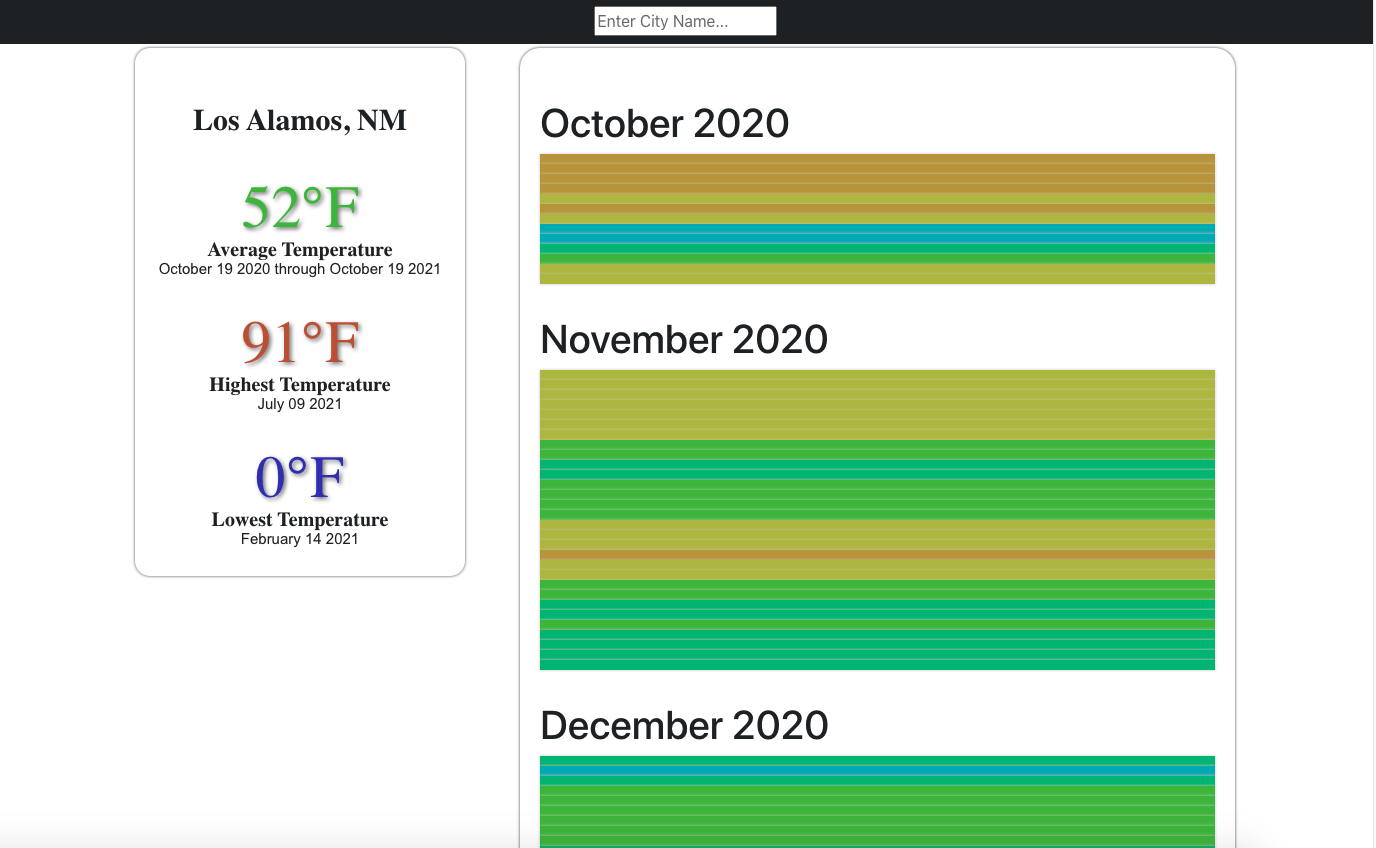 Enter City Name...
Los Alamos, NM
52°F
Average Temperature
October 19 2020 through October 19 2021
91°F
Highest Temperature
July 09 2021
0°F
Lowest Temperature
February 14 2021
October 2020
November 2020
December 2020